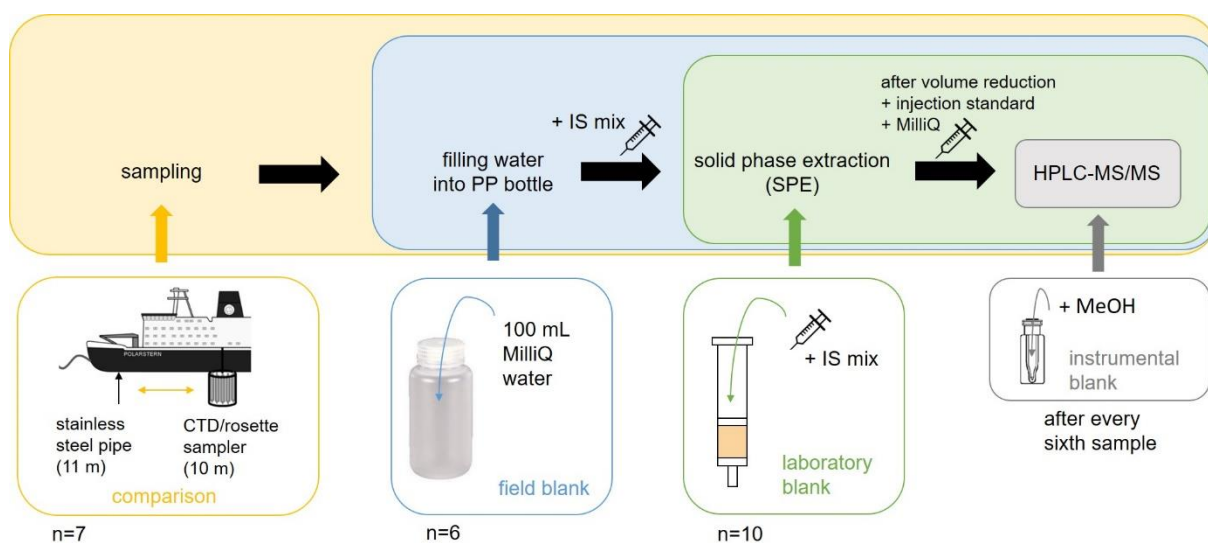 sampling
filling water
into PP bottle
+ IS mix
solid phase extraction
(SPE)
after volume reduction
+ injection standard
+ MilliQ
HPLC-MS/MS
POLARSTERN
stainless
steel pipe
(11 m)
CTD/rosette
sampler
(10 m)
comparison
n=7
100 mL
MilliQ
water
field blank
n=6
+ IS mix
laboratory
blank
n=10
+ MeOH
instrumental
blank
after every
sixth sample